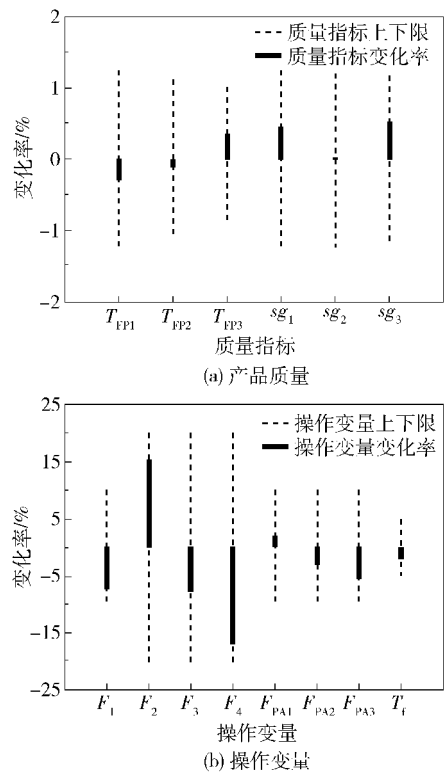 2
质量指标上下限
质量指标变化率
1
0
-1
-2
变化率/%
T_FP1 T_FP2 T_FP3 sg_1 sg_2 sg_3
质量指标
(a) 产品质量
25
操作变量上下限
操作变量变化率
15
5
-5
-15
-25
变化率/%
F_1 F_2 F_3 F_4 F_PA1 F_PA2 F_PA3 T_f
操作变量
(b) 操作变量